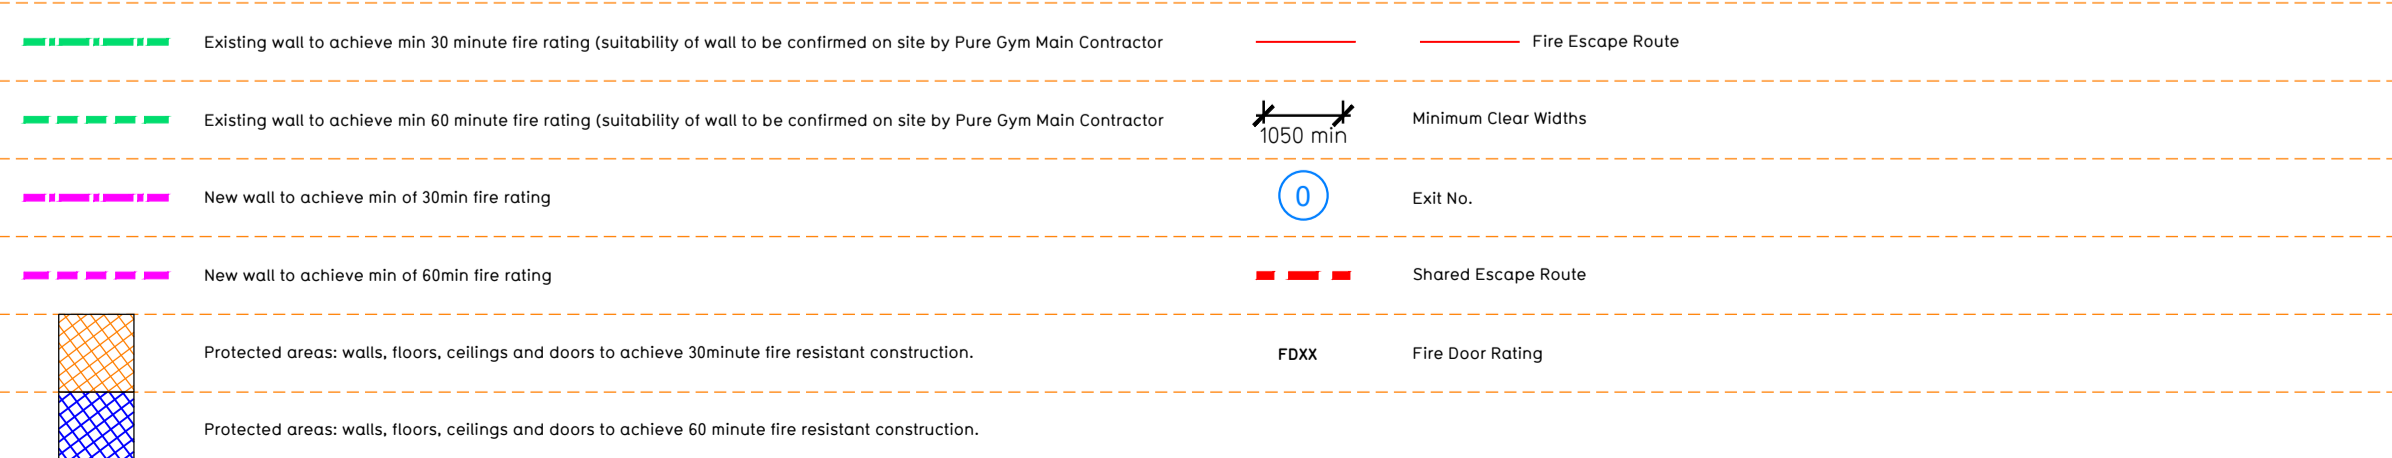 Existing wall to achieve min 30 minute fire rating (suitability of wall to be confirmed on site by Pure Gym Main Contractor
Fire Escape Route
Existing wall to achieve min 60 minute fire rating (suitability of wall to be confirmed on site by Pure Gym Main Contractor
1050 min
Minimum Clear Widths
New wall to achieve min of 30min fire rating
0
Exit No.
New wall to achieve min of 60min fire rating
Shared Escape Route
Protected areas: walls, floors, ceilings and doors to achieve 30minute fire resistant construction.
FDXX
Fire Door Rating
Protected areas: walls, floors, ceilings and doors to achieve 60 minute fire resistant construction.